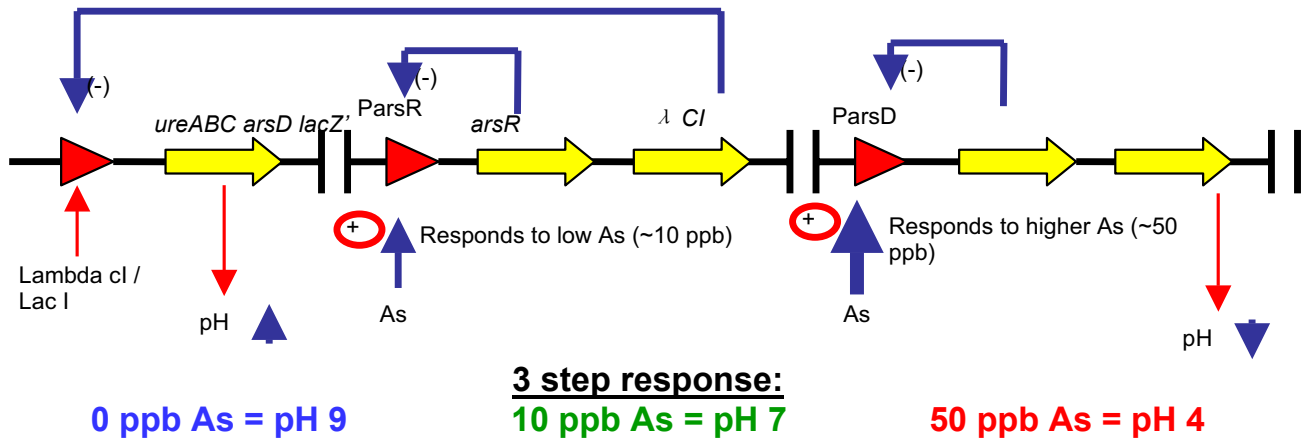 (-)
(-)
(-)
ParsR
ParsD
ureABC arsD lacZ'
arsR
λ CI
+
+
Responds to low As (~10 ppb)
Responds to higher As (~50
ppb)
Lambda cI /
Lac I
pH
As
As
pH
3 step response:
0 ppb As = pH 9
10 ppb As = pH 7
50 ppb As = pH 4